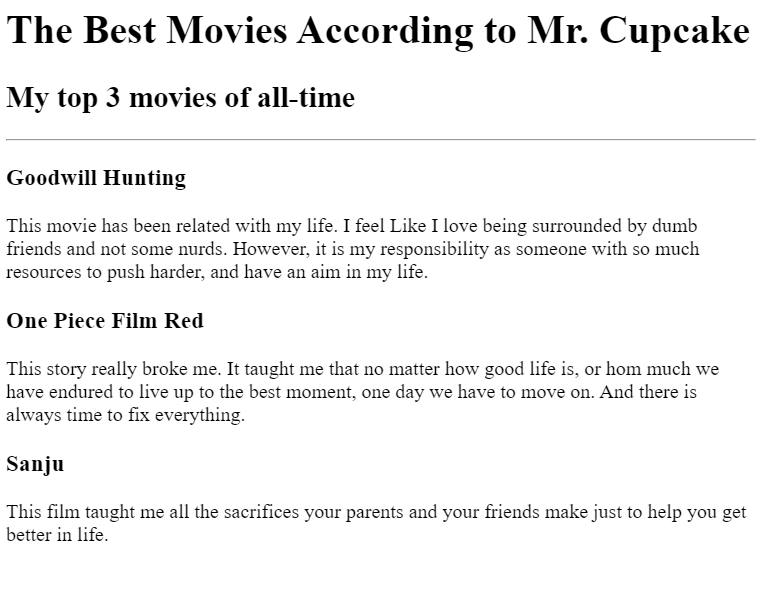 The Best Movies According to Mr. Cupcake
My top 3 movies of all-time
Goodwill Hunting
This movie has been related with my life. I feel Like I love being surrounded by dumb
friends and not some nurds. However, it is my responsibility as someone with so much
resources to push harder, and have an aim in my life.
One Piece Film Red
This story really broke me. It taught me that no matter how good life is, or hom much we
have endured to live up to the best moment, one day we have to move on. And there is
always time to fix everything.
Sanju
This film taught me all the sacrifices your parents and your friends make just to help you get
better in life.